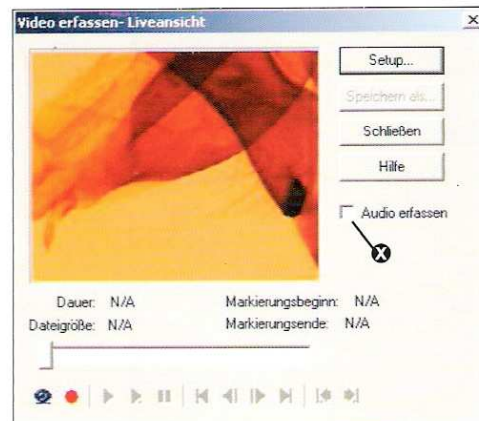 Video erfassen- Liveansicht
Setup...
Speichern als...
Schließen
Hilfe
Audio erfassen
X
Dauer: N/A Markierungsbeginn: N/A
Dateigröße: N/A Markierungsende: N/A